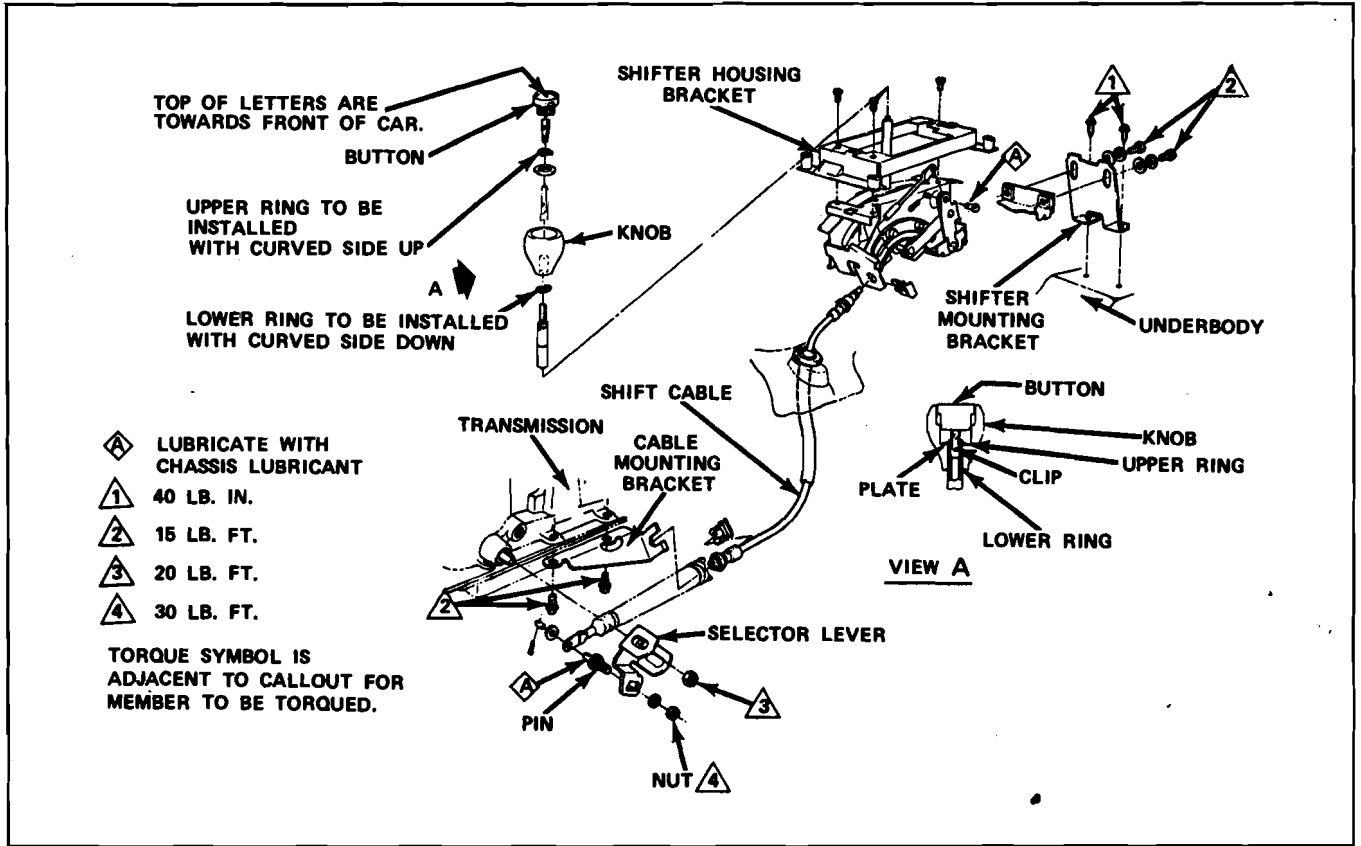 TOP OF LETTERS ARE
TOWARDS FRONT OF CAR.
BUTTON
UPPER RING TO BE
INSTALLED
WITH CURVED SIDE UP
KNOB
A
LOWER RING TO BE INSTALLED
WITH CURVED SIDE DOWN
SHIFTER HOUSING
BRACKET
A
1
2
SHIFTER
MOUNTING
BRACKET
UNDERBODY
SHIFT CABLE
TRANSMISSION
CABLE
MOUNTING
BRACKET
BUTTON
KNOB
UPPER RING
CLIP
PLATE
LOWER RING
VIEW A
A LUBRICATE WITH
CHASSIS LUBRICANT
1 40 LB. IN.
2 15 LB. FT.
3 20 LB. FT.
4 30 LB. FT.
TORQUE SYMBOL IS
ADJACENT TO CALLOUT FOR
MEMBER TO BE TORQUED.
2
SELECTOR LEVER
A
PIN
3
NUT 4